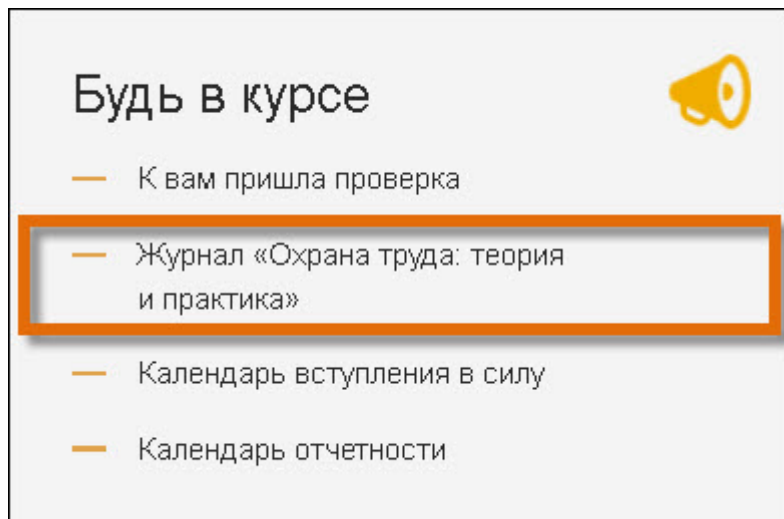 Будь в курсе
— К вам пришла проверка
— Журнал «Охрана труда: теория
и практика»
— Календарь вступления в силу
— Календарь отчетности